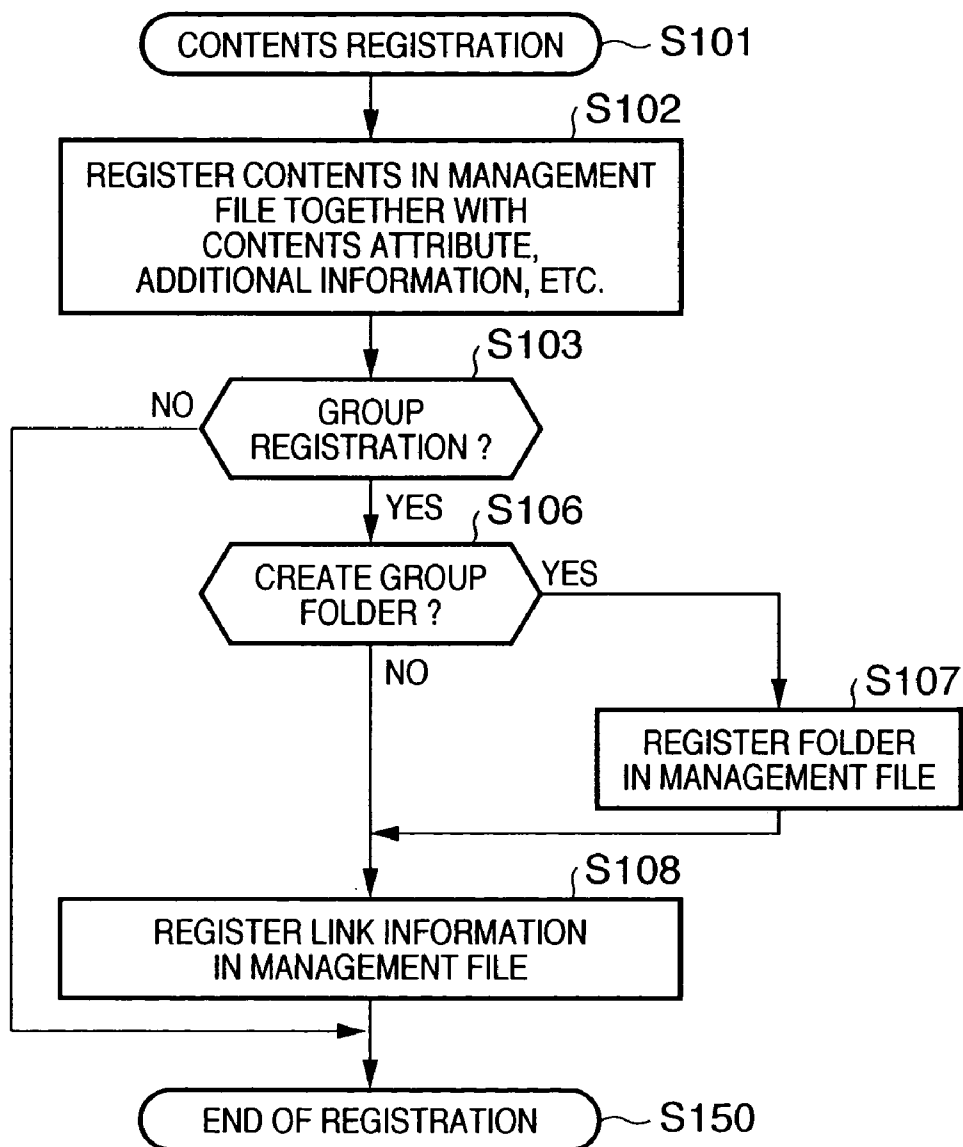 CONTENTS REGISTRATION
S101
S102
REGISTER CONTENTS IN MANAGEMENT
FILE TOGETHER WITH
CONTENTS ATTRIBUTE,
ADDITIONAL INFORMATION, ETC.
S103
NO
GROUP
REGISTRATION ?
YES
S106
CREATE GROUP
FOLDER ?
YES
NO
S107
REGISTER FOLDER
IN MANAGEMENT FILE
S108
REGISTER LINK INFORMATION
IN MANAGEMENT FILE
END OF REGISTRATION
S150